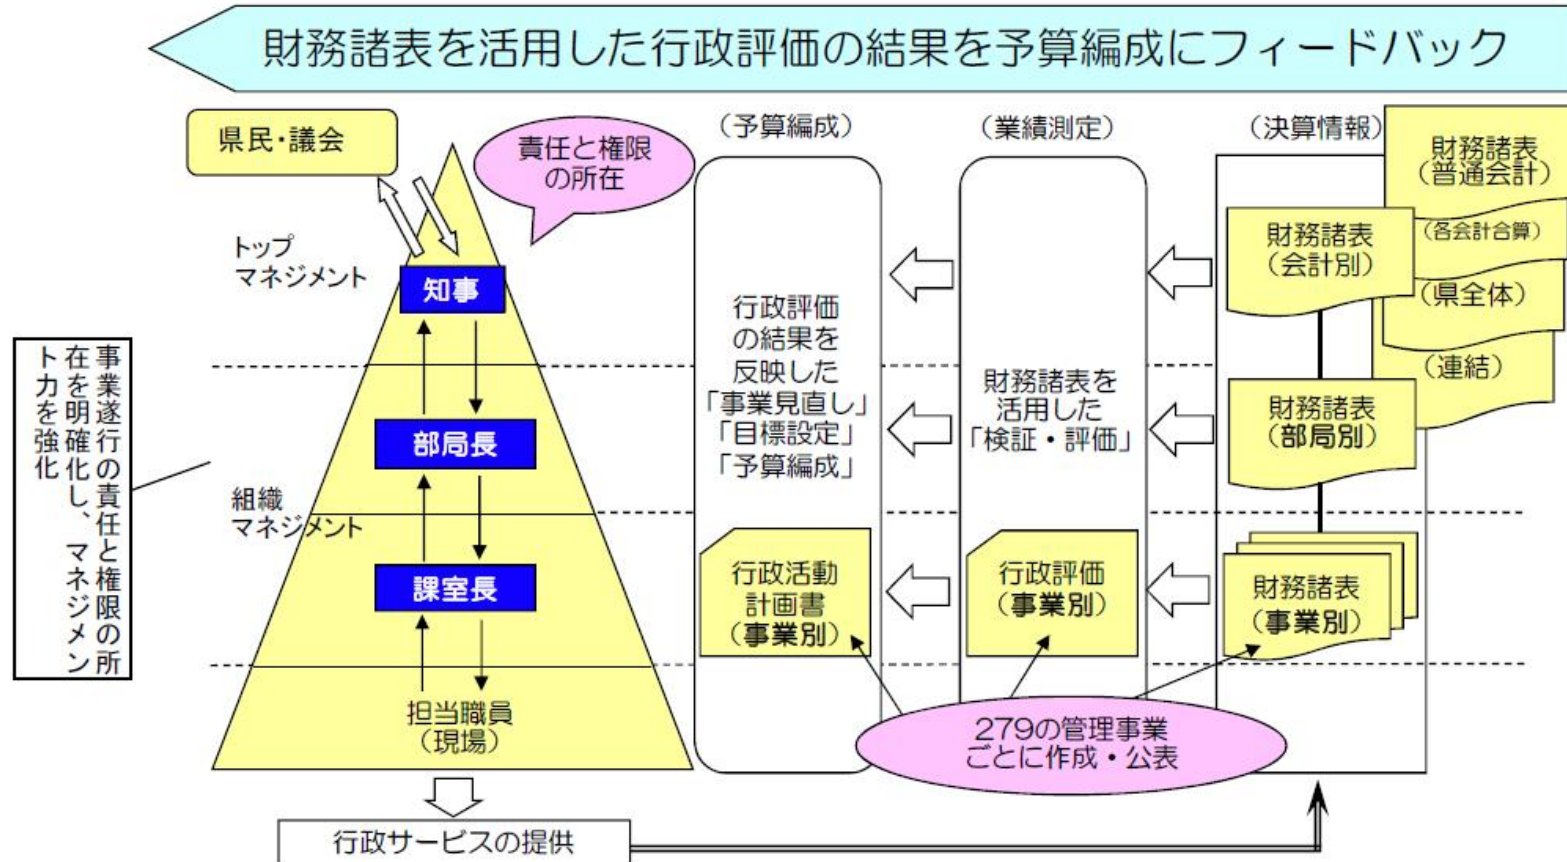 財務諸表を活用した行政評価の結果を予算編成にフィードバック
県民・議会
責任と権限
の所在
(予算編成)
(業績測定)
(決算情報)
財務諸表
(普通会計)
(各会計合算)
(県全体)
(連結)
財務諸表
(会計別)
トップ
マネジメント
知事
行政評価
の結果を
反映した
「事業見直し」
「目標設定」
「予算編成」
財務諸表を
活用した
「検証・評価」
財務諸表
(部局別)
事業遂行の責任と権限の所
在を明確化し、マネジメン
ト力を強化
部局長
組織
マネジメント
課室長
行政活動
計画書
(事業別)
行政評価
(事業別)
財務諸表
(事業別)
担当職員
(現場)
279の管理事業
ごとに作成・公表
行政サービスの提供